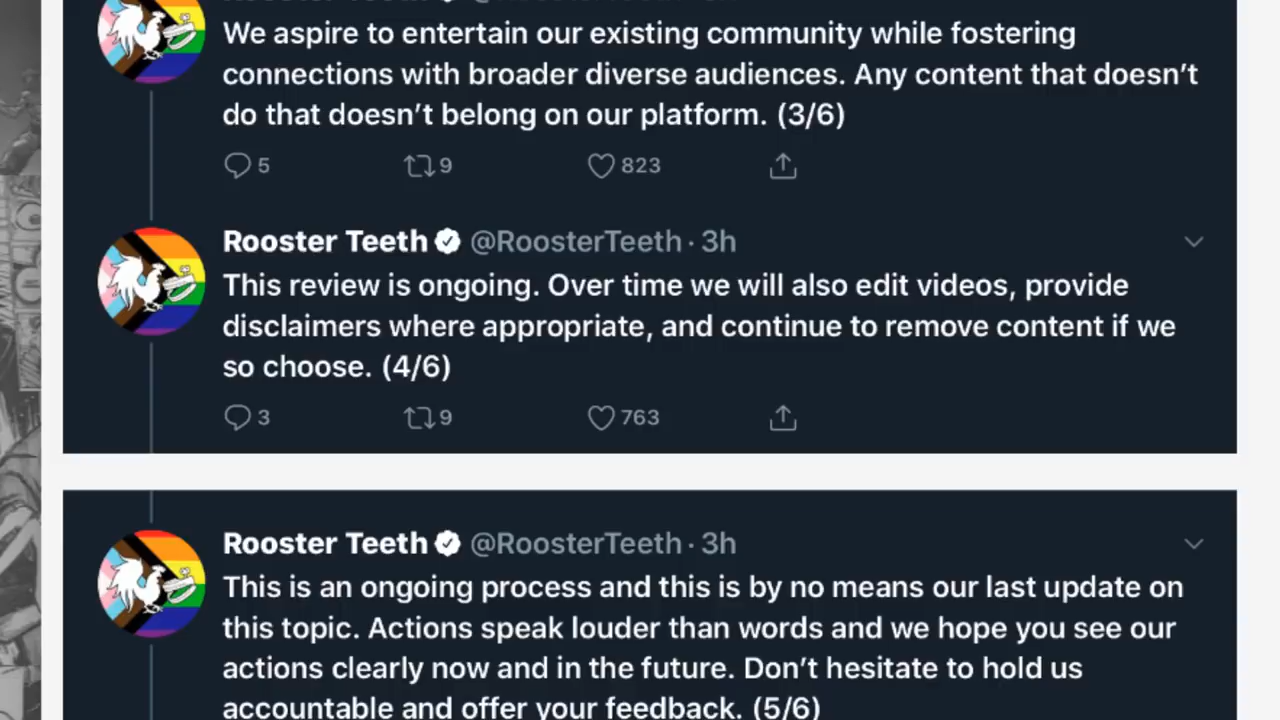 We aspire to entertain our existing community while fostering
connections with broader diverse audiences. Any content that doesn’t
do that doesn’t belong on our platform. (3/6)
5 9 823
Rooster Teeth @RoosterTeeth · 3h
This review is ongoing. Over time we will also edit videos, provide
disclaimers where appropriate, and continue to remove content if we
so choose. (4/6)
3 9 763
Rooster Teeth @RoosterTeeth · 3h
This is an ongoing process and this is by no means our last update on
this topic. Actions speak louder than words and we hope you see our
actions clearly now and in the future. Don’t hesitate to hold us
accountable and offer your feedback. (5/6)